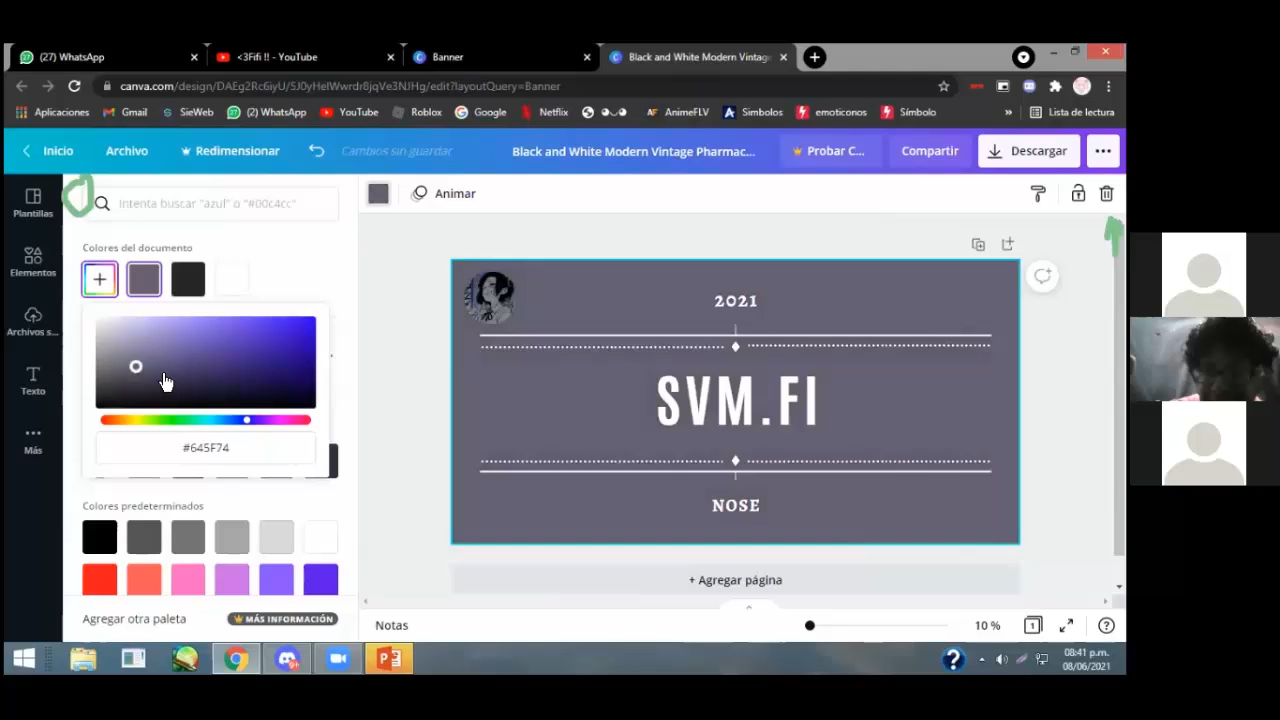 (27) WhatsApp
<3Fifi !! - YouTube
Banner
Black and White Modern Vintag
canva.com/design/DAEg2Rc6iyU/SJ0yHelWwrdr8jqVe3NJHg/edit?layoutQuery=Banner
Aplicaciones
Gmail
SieWeb
(2) WhatsApp
YouTube
Roblox
Google
Netflix
AnimeFLV
Simbolos
emoticonos
Símbolo
»
Lista de lectura
Inicio
Archivo
Redimensionar
Cambios sin guardar
Black and White Modern Vintage Pharmac...
Probar C...
Compartir
Descargar
Plantillas
Elementos
Archivos s...
Texto
Más
Intenta buscar "azul" o "#00c4cc"
Animar
Colores del documento
#645F74
Colores predeterminados
Agregar otra paleta
MÁS INFORMACIÓN
2021
SVM.FI
NOSE
+ Agregar página
Notas
10 %
1
08:41 p.m.
08/06/2021